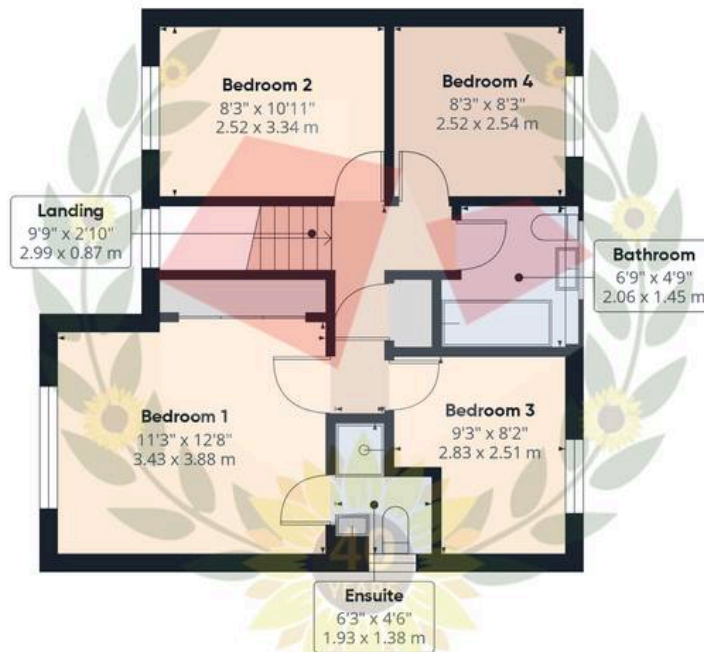 Bedroom 2
8'3" x 10'11"
2.52 x 3.34 m
Bedroom 4
8'3" x 8'3"
2.52 x 2.54 m
Landing
9'9" x 2'10"
2.99 x 0.87 m
Bathroom
6'9" x 4'9"
2.06 x 1.45 m
Bedroom 1
11'3" x 12'8"
3.43 x 3.88 m
Bedroom 3
9'3" x 8'2"
2.83 x 2.51 m
Ensuite
6'3" x 4'6"
1.93 x 1.38 m